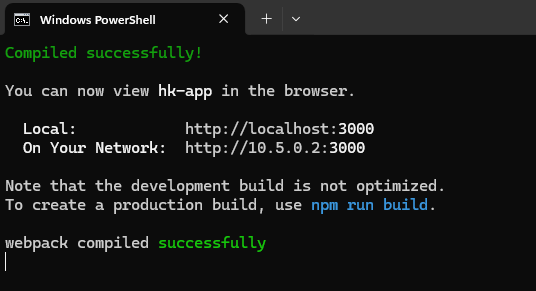 Windows PowerShell
Compiled successfully!
You can now view hk-app in the browser.
Local: http://localhost:3000
On Your Network: http://10.5.0.2:3000
Note that the development build is not optimized.
To create a production build, use npm run build.
webpack compiled successfully